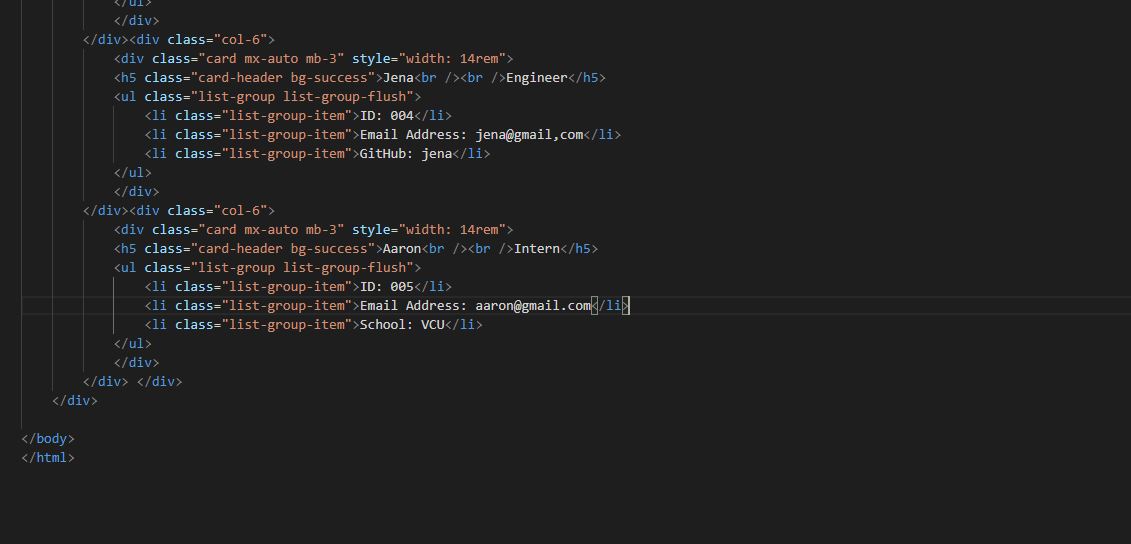 </ul>
</div>
</div><div class="col-6">
<div class="card mx-auto mb-3" style="width: 14rem">
<h5 class="card-header bg-success">Jena<br /><br />Engineer</h5>
<ul class="list-group list-group-flush">
<li class="list-group-item">ID: 004</li>
<li class="list-group-item">Email Address: jena@gmail,com</li>
<li class="list-group-item">GitHub: jena</li>
</ul>
</div>
</div><div class="col-6">
<div class="card mx-auto mb-3" style="width: 14rem">
<h5 class="card-header bg-success">Aaron<br /><br />Intern</h5>
<ul class="list-group list-group-flush">
<li class="list-group-item">ID: 005</li>
<li class="list-group-item">Email Address: aaron@gmail.com</li>
<li class="list-group-item">School: VCU</li>
</ul>
</div>
</div> </div>
</div>
</body>
</html>